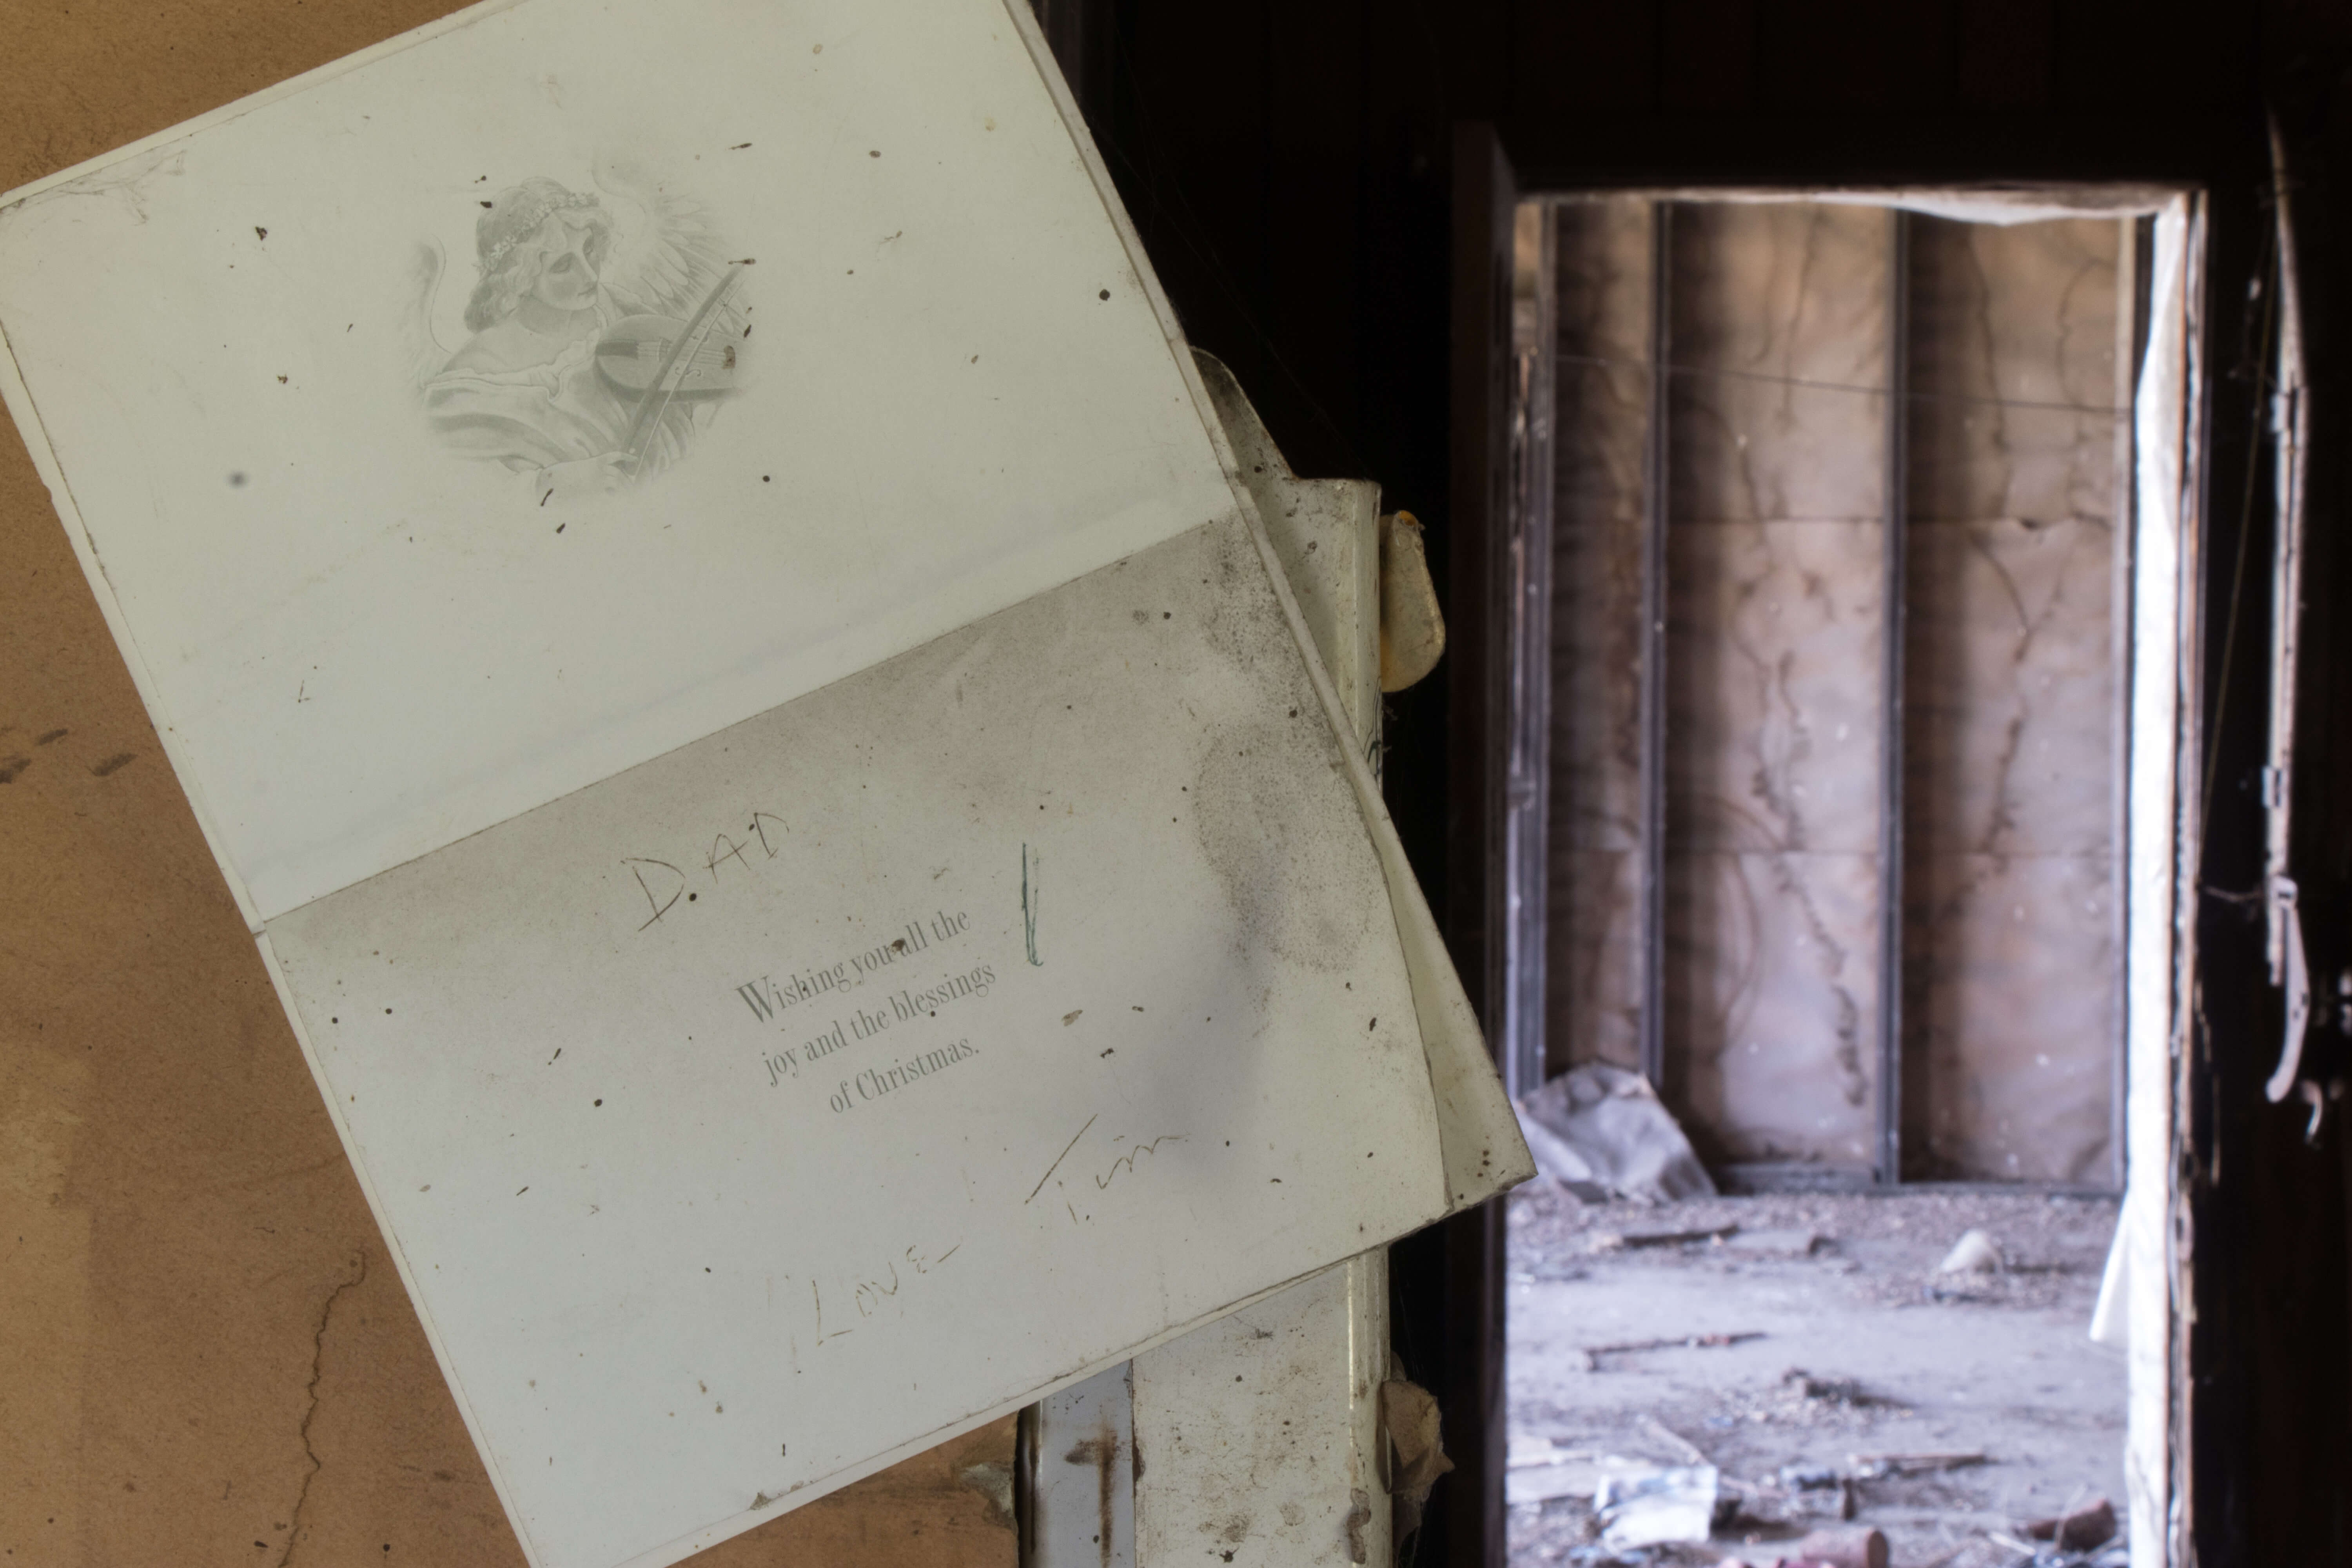 DAD
Wishing you all the
joy and the blessings
of Christmas.
Love Tim